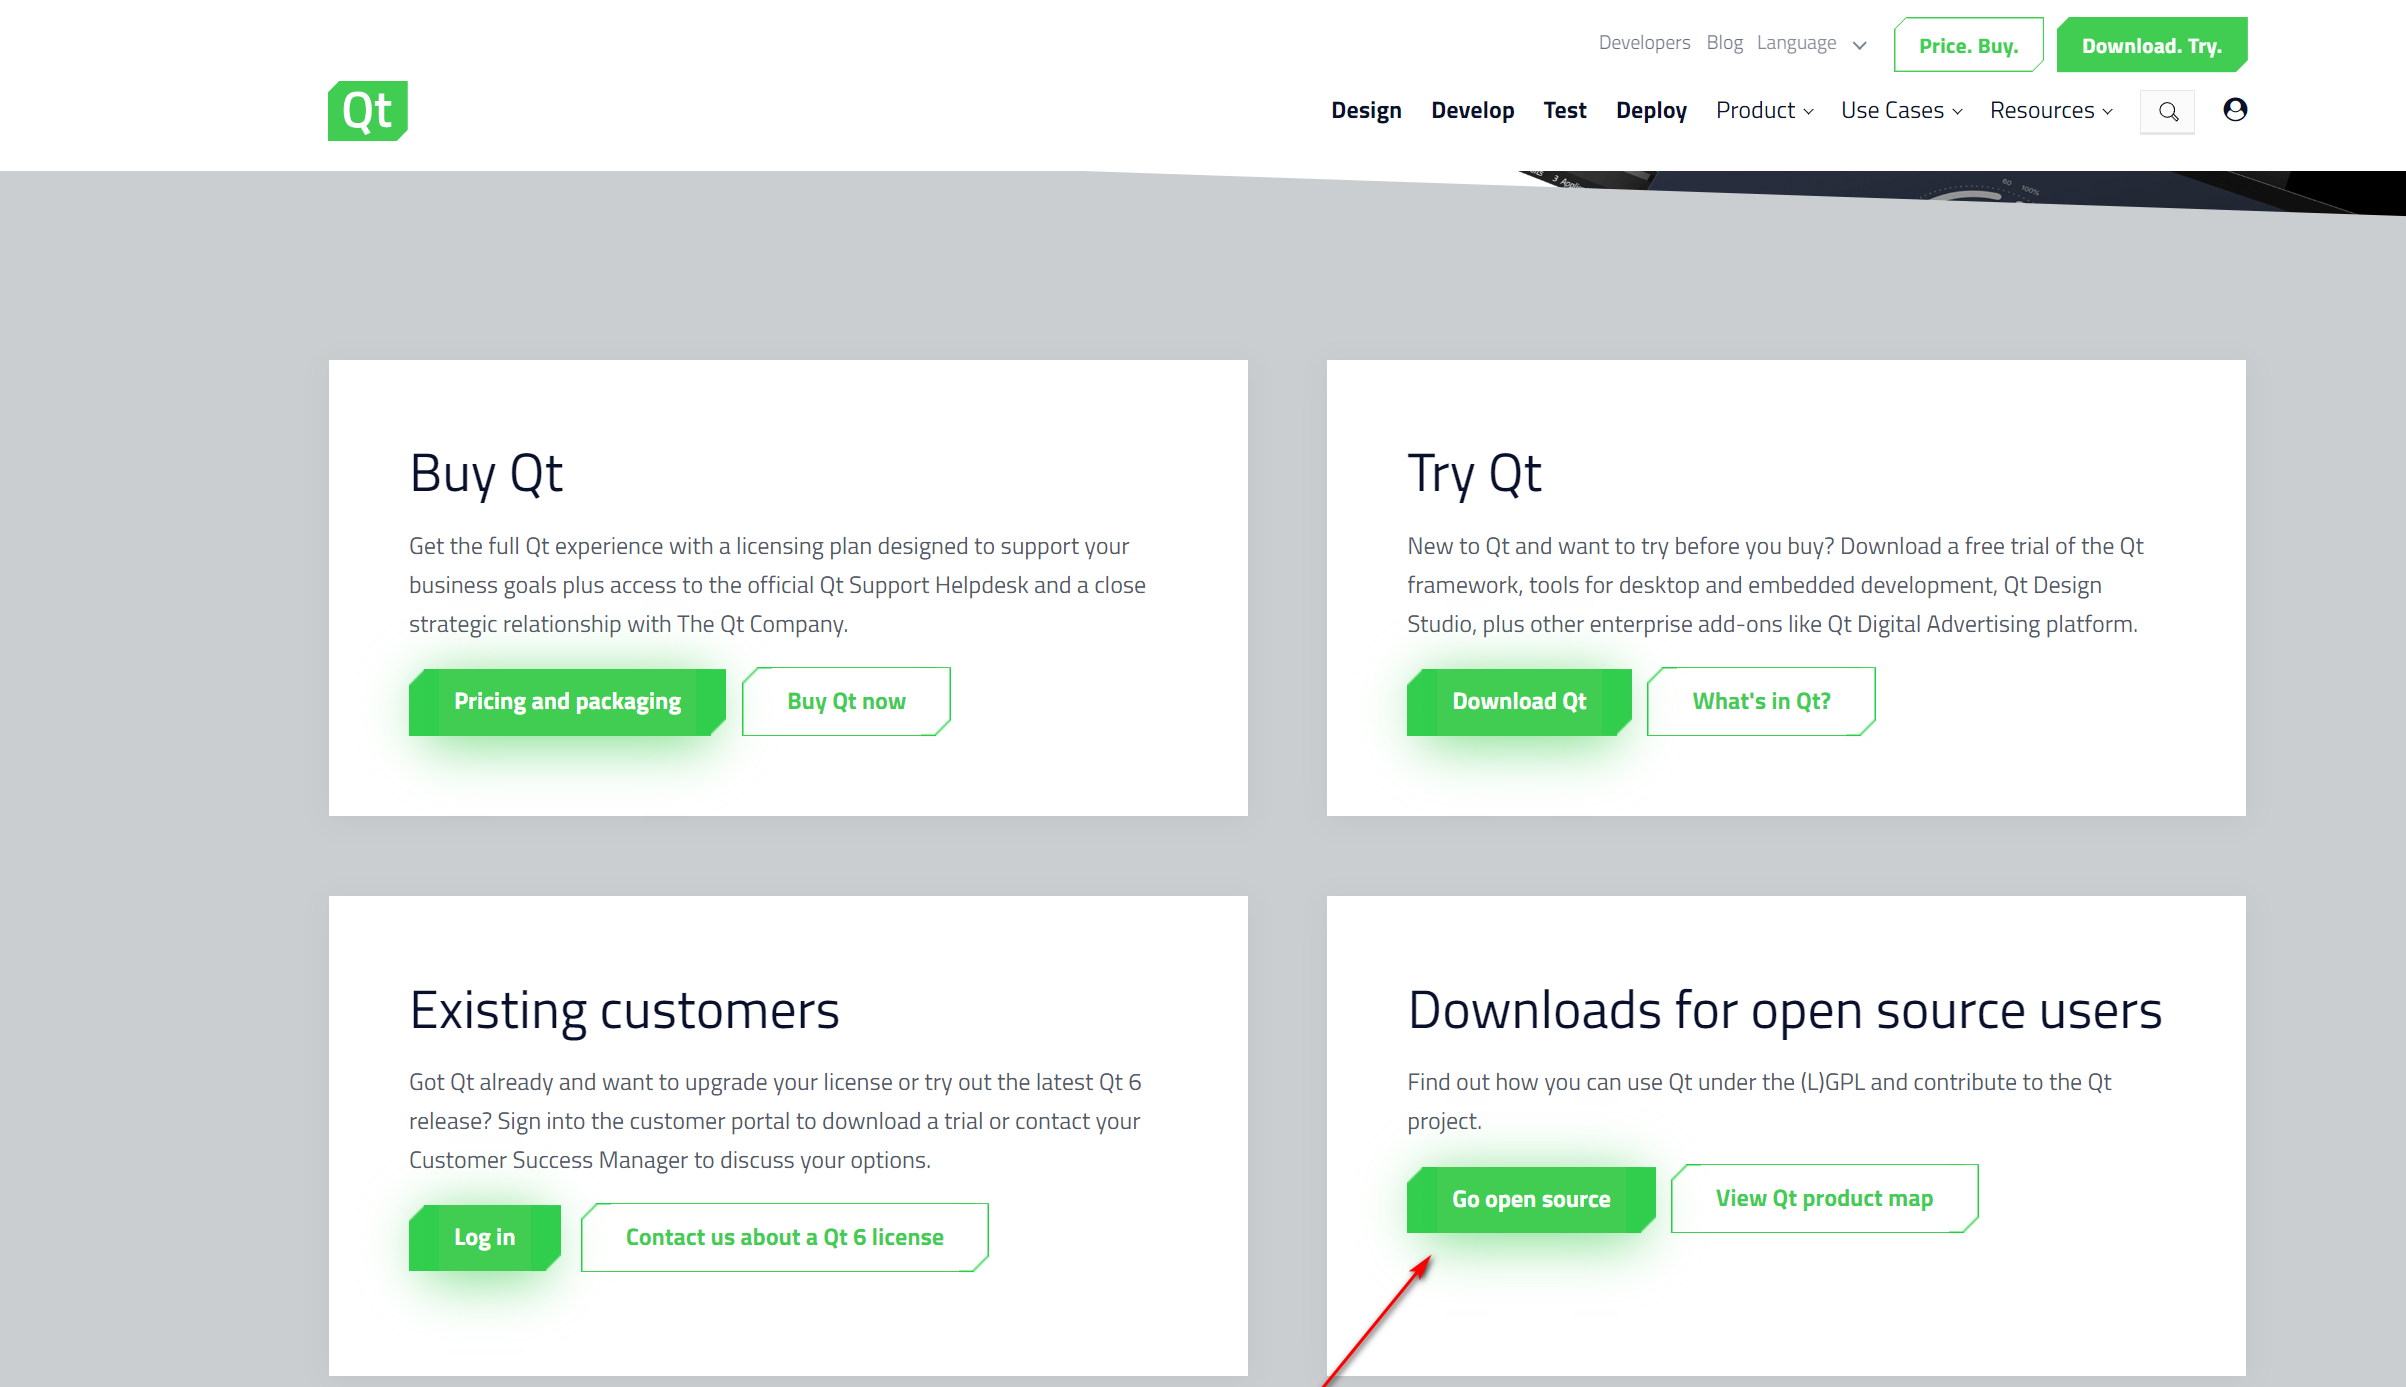 Developers Blog Language
Price. Buy.
Download. Try.
Qt
Design Develop Test Deploy Product Use Cases Resources
60 100%
Buy Qt
Get the full Qt experience with a licensing plan designed to support your
business goals plus access to the official Qt Support Helpdesk and a close
strategic relationship with The Qt Company.
Pricing and packaging
Buy Qt now
Try Qt
New to Qt and want to try before you buy? Download a free trial of the Qt
framework, tools for desktop and embedded development, Qt Design
Studio, plus other enterprise add-ons like Qt Digital Advertising platform.
Download Qt
What's in Qt?
Existing customers
Got Qt already and want to upgrade your license or try out the latest Qt 6
release? Sign into the customer portal to download a trial or contact your
Customer Success Manager to discuss your options.
Log in
Contact us about a Qt 6 license
Downloads for open source users
Find out how you can use Qt under the (L)GPL and contribute to the Qt
project.
Go open source
View Qt product map